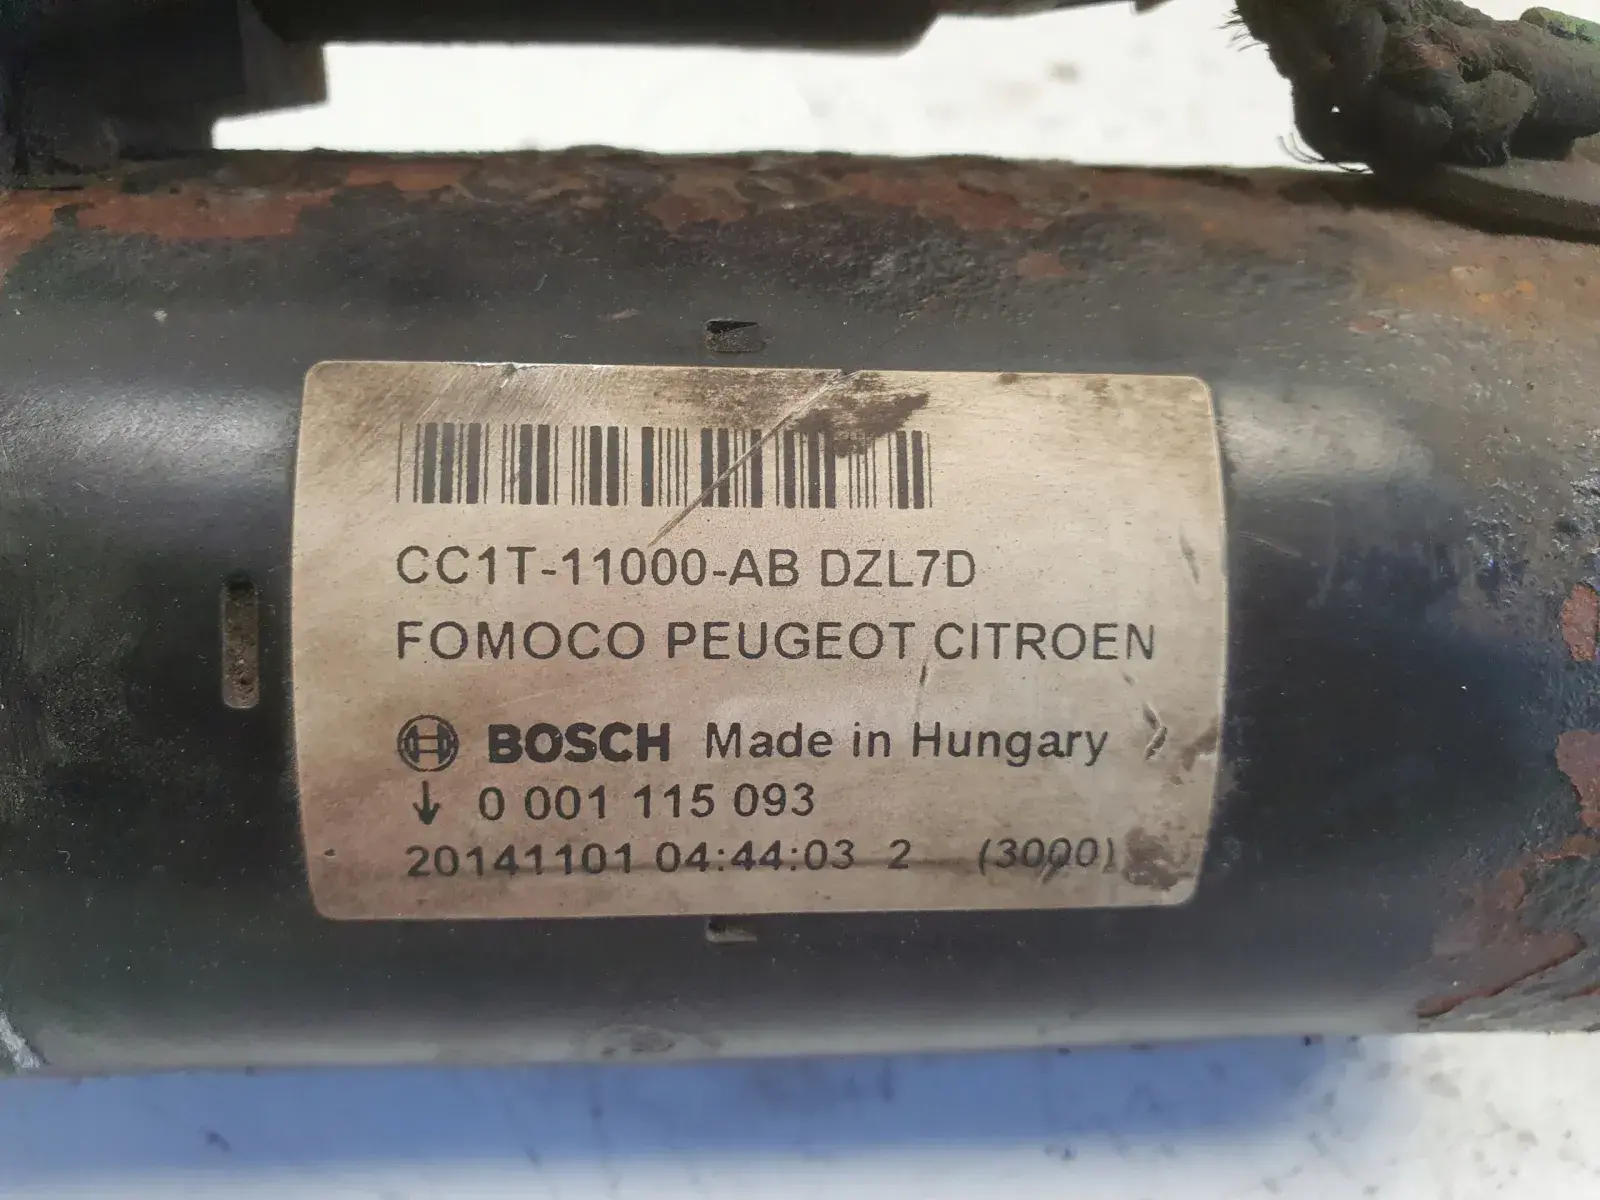 CC1T-11000-AB DZL7D
FOMOCO PEUGEOT CITROEN
BOSCH Made in Hungary
0 001 115 093
20141101 04:44:03 2 (3000)